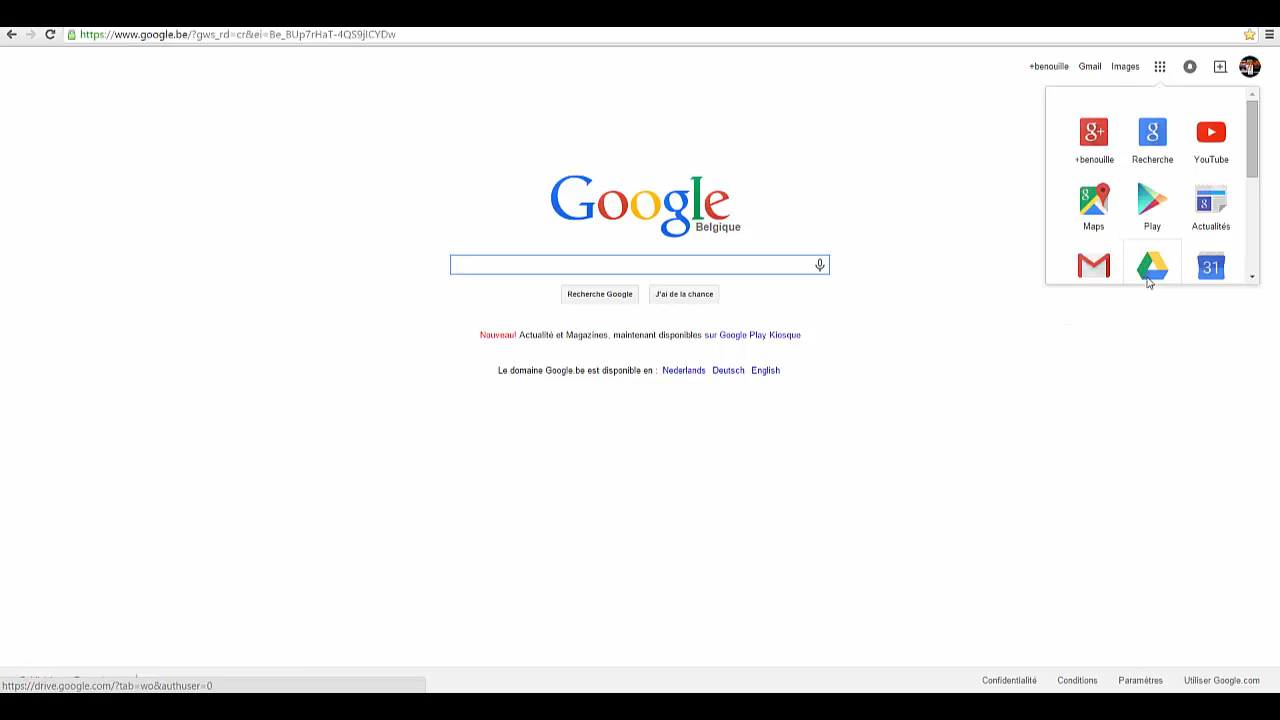 https://www.google.be/?gws_rd=cr&ei=Be_BUp7rHaT-4QS9jICYDw
+benouille Gmail Images
+benouille Recherche YouTube
Maps Play Actualités
31
Google
Belgique
Recherche Google J'ai de la chance
Nouveau! Actualité et Magazines, maintenant disponibles sur Google Play Kiosque
Le domaine Google.be est disponible en : Nederlands Deutsch English
Confidentialité Conditions Paramètres Utiliser Google.com
https://drive.google.com/?tab=wo&authuser=0